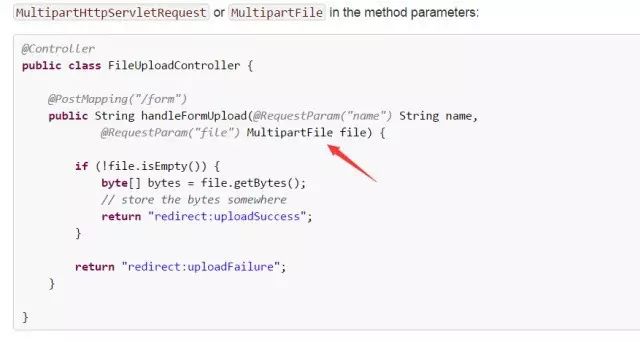 MultipartHttpServletRequest or MultipartFile in the method parameters:
@Controller
public class FileUploadController {
@PostMapping("/form")
public String handleFormUpload(@RequestParam("name") String name,
@RequestParam("file") MultipartFile file) {
if (!file.isEmpty()) {
byte[] bytes = file.getBytes();
// store the bytes somewhere
return "redirect:uploadSuccess";
}
return "redirect:uploadFailure";
}
}